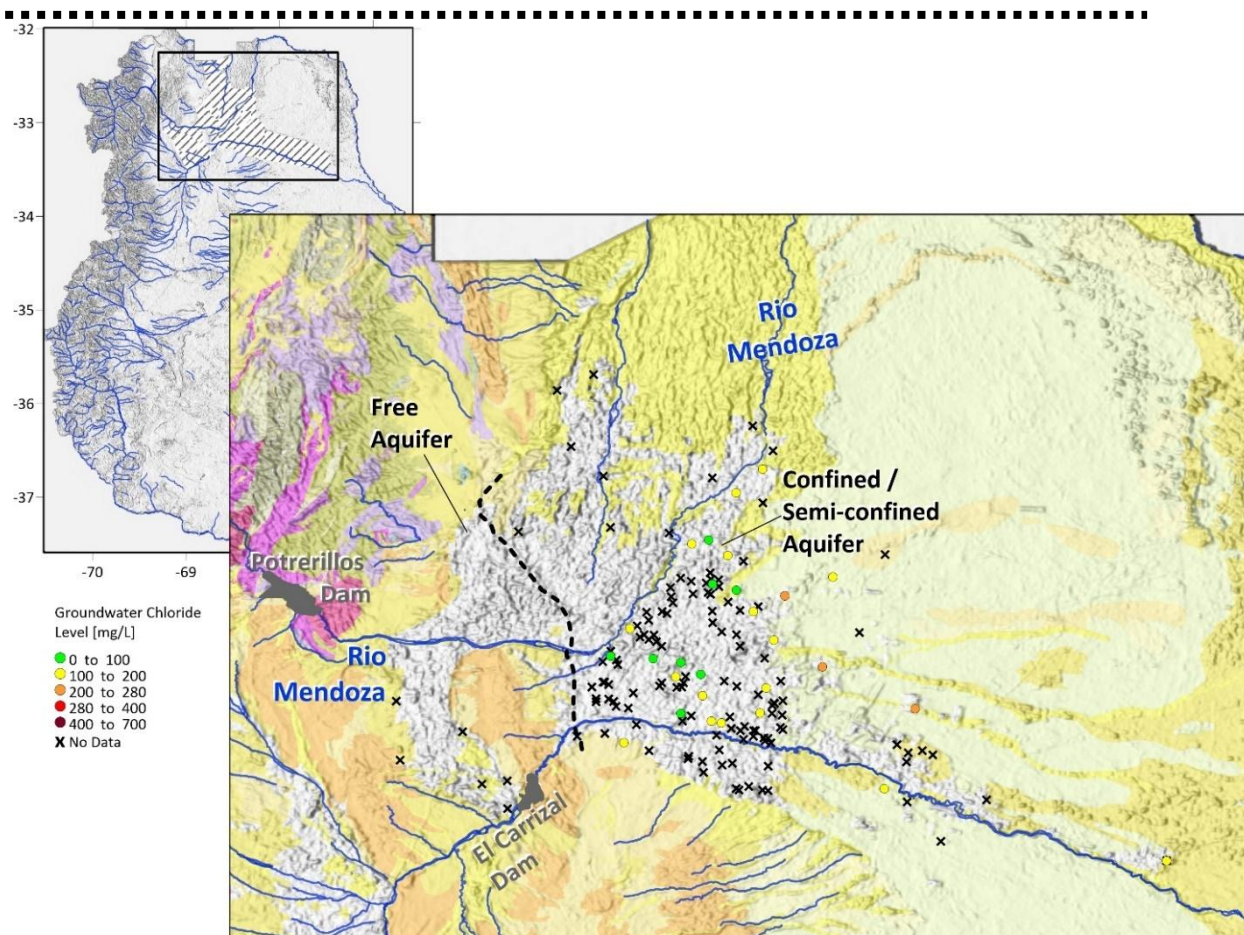 -32
-33
-34
-35
-36
-37
-70
-69
Rio
Mendoza
Free
Aquifer
Confined /
Semi-confined
Aquifer
Potrerillos
Dam
Rio
Mendoza
El Carrizal
Dam
Groundwater Chloride
Level [mg/L]
0 to 100
100 to 200
200 to 280
280 to 400
400 to 700
X No Data